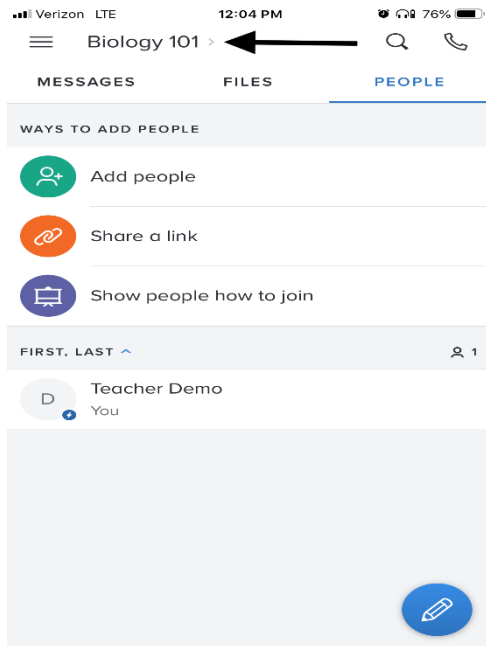 Verizon LTE 12:04 PM 76%
Biology 101 >
MESSAGES FILES PEOPLE
WAYS TO ADD PEOPLE
Add people
Share a link
Show people how to join
FIRST, LAST 1
D Teacher Demo
You